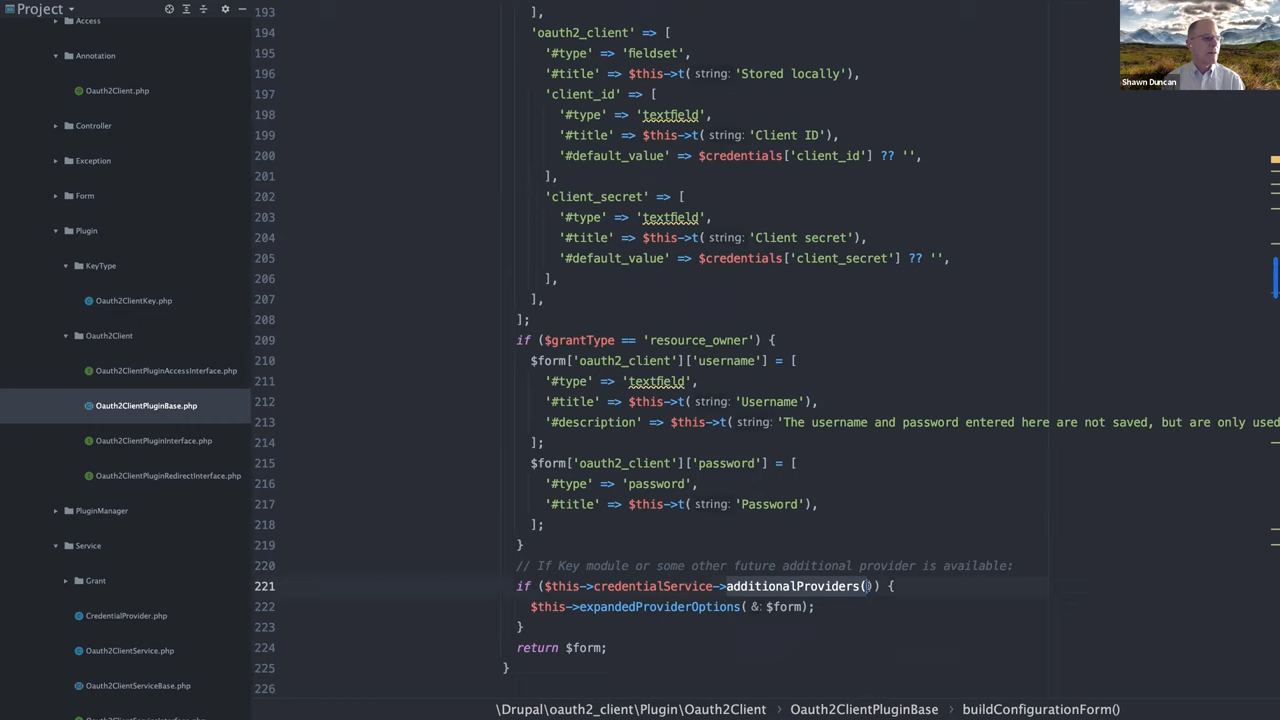 Project
Access
Annotation
Oauth2Client.php
Controller
Exception
Form
Plugin
KeyType
Oauth2ClientKey.php
Oauth2Client
Oauth2ClientPluginAccessInterface.php
Oauth2ClientPluginBase.php
Oauth2ClientPluginInterface.php
Oauth2ClientPluginRedirectInterface.php
PluginManager
Service
Grant
CredentialProvider.php
Oauth2ClientService.php
Oauth2ClientServiceBase.php
193 ],
194 'oauth2_client' => [
195 '#type' => 'fieldset',
196 '#title' => $this->t( string: 'Stored locally'),
197 'client_id' => [
198 '#type' => 'textfield',
199 '#title' => $this->t( string: 'Client ID'),
200 '#default_value' => $credentials['client_id'] ?? '',
201 ],
202 'client_secret' => [
203 '#type' => 'textfield',
204 '#title' => $this->t( string: 'Client secret'),
205 '#default_value' => $credentials['client_secret'] ?? '',
206 ],
207 ],
208 ];
209 if ($grantType == 'resource_owner') {
210 $form['oauth2_client']['username'] = [
211 '#type' => 'textfield',
212 '#title' => $this->t( string: 'Username'),
213 '#description' => $this->t( string: 'The username and password entered here are not saved, but are only used
214 ];
215 $form['oauth2_client']['password'] = [
216 '#type' => 'password',
217 '#title' => $this->t( string: 'Password'),
218 ];
219 }
220 // If Key module or some other future additional provider is available:
221 if ($this->credentialService->additionalProviders()) {
222 $this->expandedProviderOptions( &: $form);
223 }
224 return $form;
225 }
226
\Drupal\oauth2_client\Plugin\Oauth2Client > Oauth2ClientPluginBase > buildConfigurationForm()
Shawn Duncan